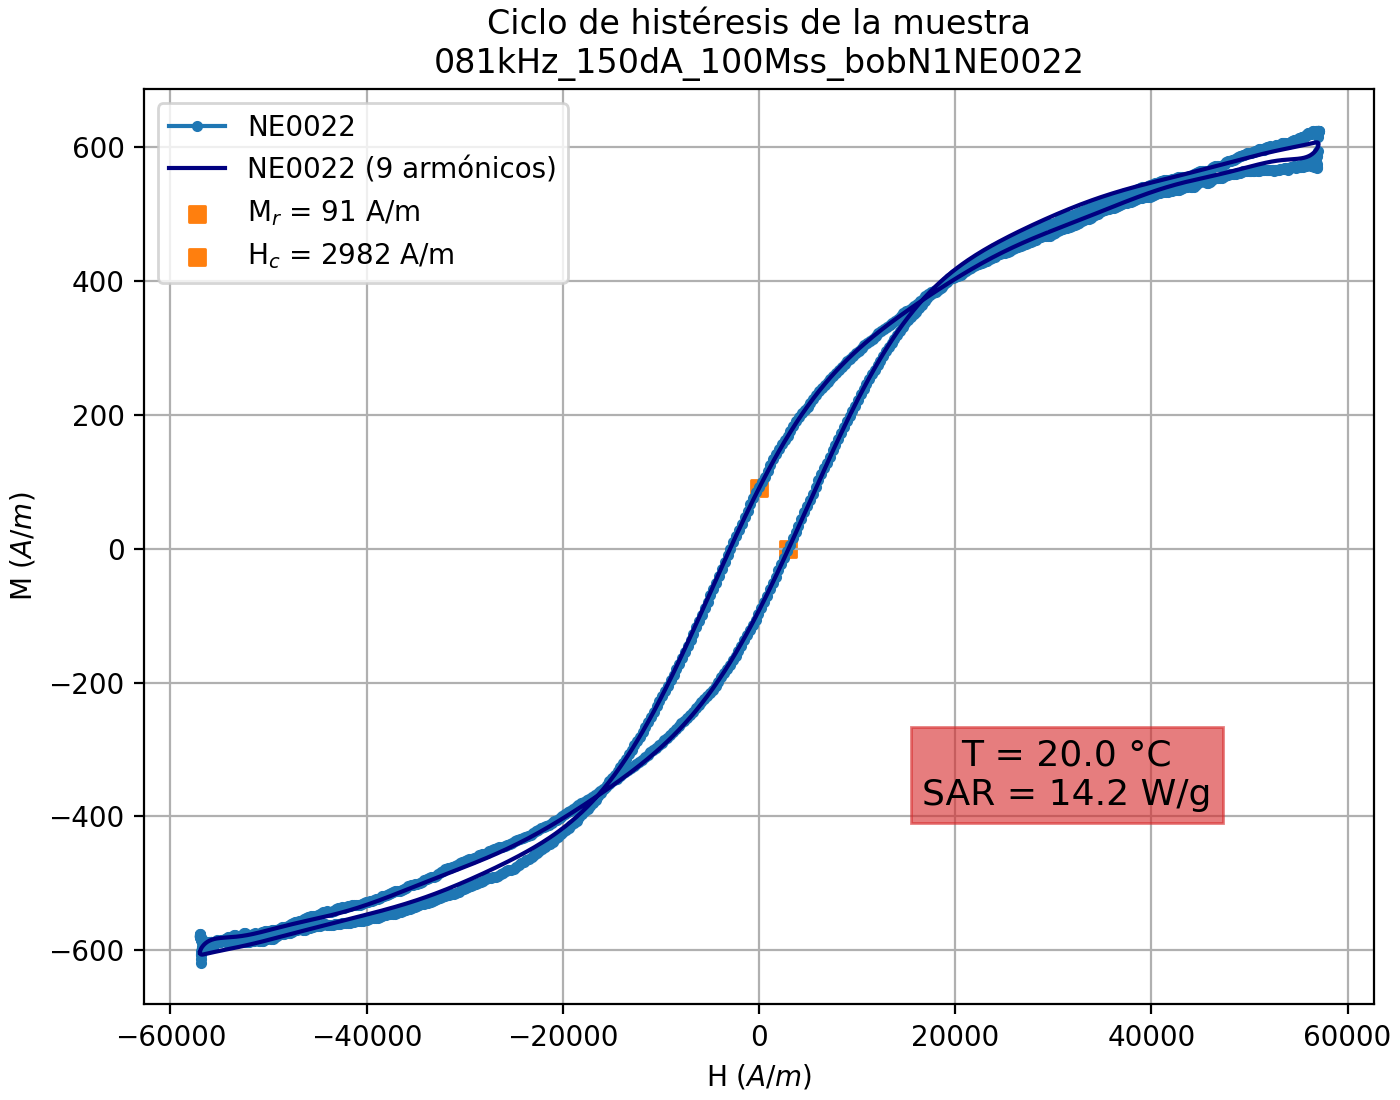 Ciclo de histéresis de la muestra
081kHz_150dA_100Mss_bobN1NE0022
NE0022
NE0022 (9 armónicos)
Mᵣ = 91 A/m
H꜀ = 2982 A/m
600
400
200
0
−200
−400
−600
M (A/m)
T = 20.0 °C
SAR = 14.2 W/g
−60000 −40000 −20000 0 20000 40000 60000
H (A/m)